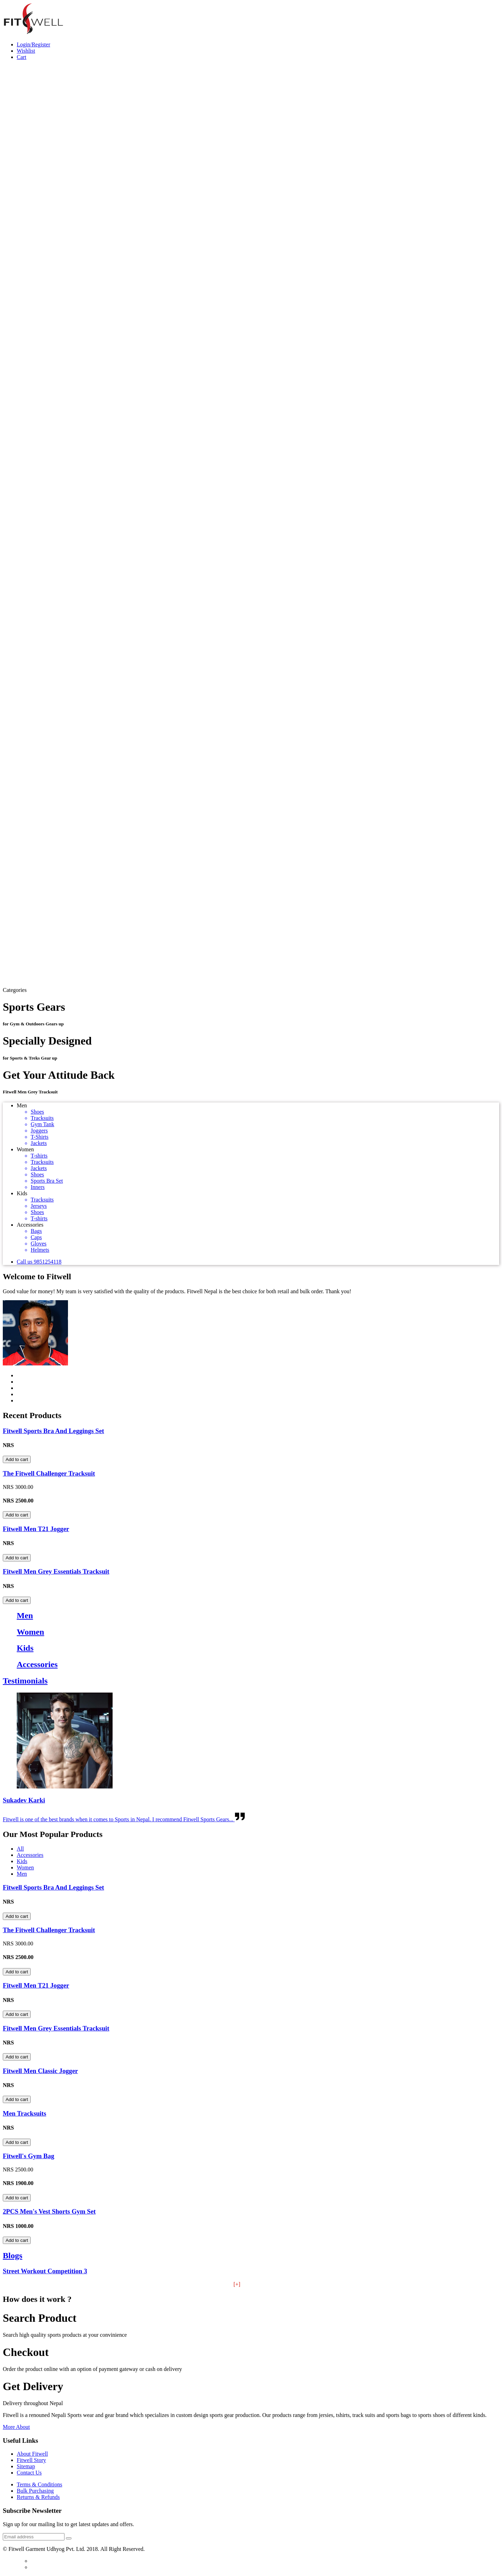 FITWELL
Login/Register
Wishlist
Cart
Categories
Sports Gears
for Gym & Outdoors Gears up
Specially Designed
for Sports & Treks Gear up
Get Your Attitude Back
Fitwell Men Grey Tracksuit
Men
Shoes
Tracksuits
Gym Tank
Joggers
T-Shirts
Jackets
Women
T-shirts
Tracksuits
Jackets
Shoes
Sports Bra Set
Inners
Kids
Tracksuits
Jerseys
Shoes
T-shirts
Accessories
Bags
Caps
Gloves
Helmets
Call us 9851254118
Welcome to Fitwell
Good value for money! My team is very satisfied with the quality of the products. Fitwell Nepal is the best choice for both retail and bulk order. Thank you!
Recent Products
Fitwell Sports Bra And Leggings Set
NRS
Add to cart
The Fitwell Challenger Tracksuit
NRS 3000.00
NRS 2500.00
Add to cart
Fitwell Men T21 Jogger
NRS
Add to cart
Fitwell Men Grey Essentials Tracksuit
NRS
Add to cart
Men
Women
Kids
Accessories
Testimonials
Sukadev Karki
Fitwell is one of the best brands when it comes to Sports in Nepal. I recommend Fitwell Sports Gears...
Our Most Popular Products
All
Accessories
Kids
Women
Men
Fitwell Sports Bra And Leggings Set
NRS
Add to cart
The Fitwell Challenger Tracksuit
NRS 3000.00
NRS 2500.00
Add to cart
Fitwell Men T21 Jogger
NRS
Add to cart
Fitwell Men Grey Essentials Tracksuit
NRS
Add to cart
Fitwell Men Classic Jogger
NRS
Add to cart
Men Tracksuits
NRS
Add to cart
Fitwell's Gym Bag
NRS 2500.00
NRS 1900.00
Add to cart
2PCS Men's Vest Shorts Gym Set
NRS 1000.00
Add to cart
Blogs
Street Workout Competition 3
[+]
How does it work ?
Search Product
Search high quality sports products at your convinience
Checkout
Order the product online with an option of payment gateway or cash on delivery
Get Delivery
Delivery throughout Nepal
Fitwell is a renouned Nepali Sports wear and gear brand which specializes in custom design sports gear production. Our products range from jersies, tshirts, track suits and sports bags to sports shoes of different kinds.
More About
Useful Links
About Fitwell
Fitwell Story
Sitemap
Contact Us
Terms & Conditions
Bulk Purchasing
Returns & Refunds
Subscribe Newsletter
Sign up for our mailing list to get latest updates and offers.
Email address
© Fitwell Garment Udhyog Pvt. Ltd. 2018. All Right Reserved.